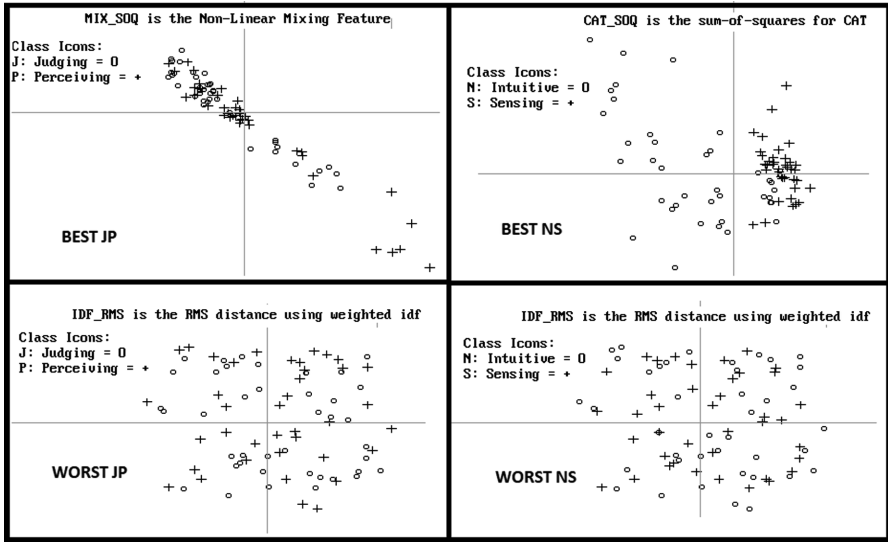 MIX_SOQ is the Non-Linear Mixing Feature
Class Icons:
J: Judging = O
P: Perceiving = +
BEST JP
CAT_SOQ is the sum-of-squares for CAT
Class Icons:
N: Intuitive = O
S: Sensing = +
BEST NS
IDF_RMS is the RMS distance using weighted idf
Class Icons:
J: Judging = O
P: Perceiving = +
WORST JP
IDF_RMS is the RMS distance using weighted idf
Class Icons:
N: Intuitive = O
S: Sensing = +
WORST NS